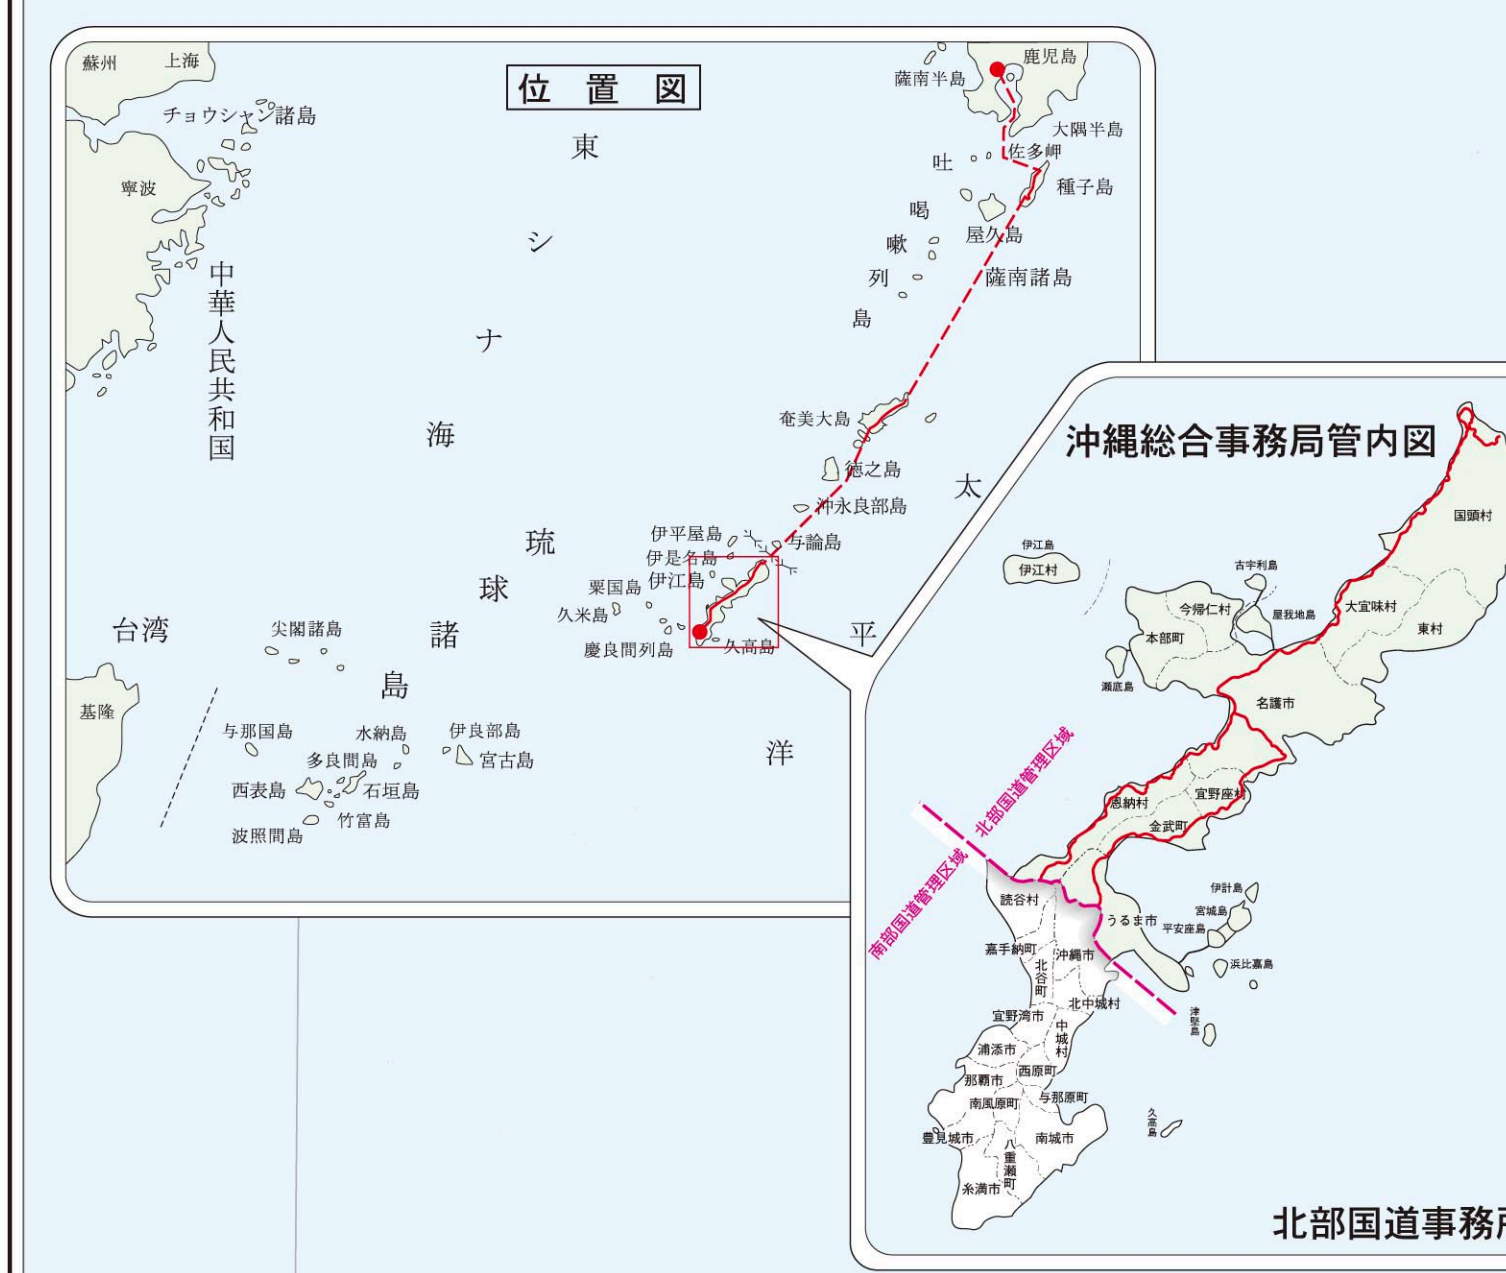 位置図
蘇州
上海
チョウシャン諸島
寧波
中華人民共和国
東シナ海
鹿児島
薩南半島
大隅半島
佐多岬
種子島
吐喝嗽列島
屋久島
薩南諸島
奄美大島
徳之島
沖永良部島
与論島
伊平屋島
伊是名島
伊江島
粟国島
久米島
慶良間列島
久高島
琉球諸島
太平洋
台湾
基隆
尖閣諸島
与那国島
水納島
伊良部島
多良間島
宮古島
西表島
石垣島
竹富島
波照間島
沖縄総合事務局管内図
国頭村
伊江島
伊江村
古宇利島
今帰仁村
屋我地島
大宜味村
本部町
東村
瀬底島
名護市
北部国道管理区域
南部国道管理区域
恩納村
宜野座村
金武町
読谷村
うるま市
伊計島
宮城島
平安座島
浜比嘉島
嘉手納町
沖縄市
北谷町
北中城村
津堅島
宜野湾市
中城村
浦添市
西原町
那覇市
与那原町
南風原町
久高島
豊見城市
南城市
八重瀬町
糸満市
北部国道事務所